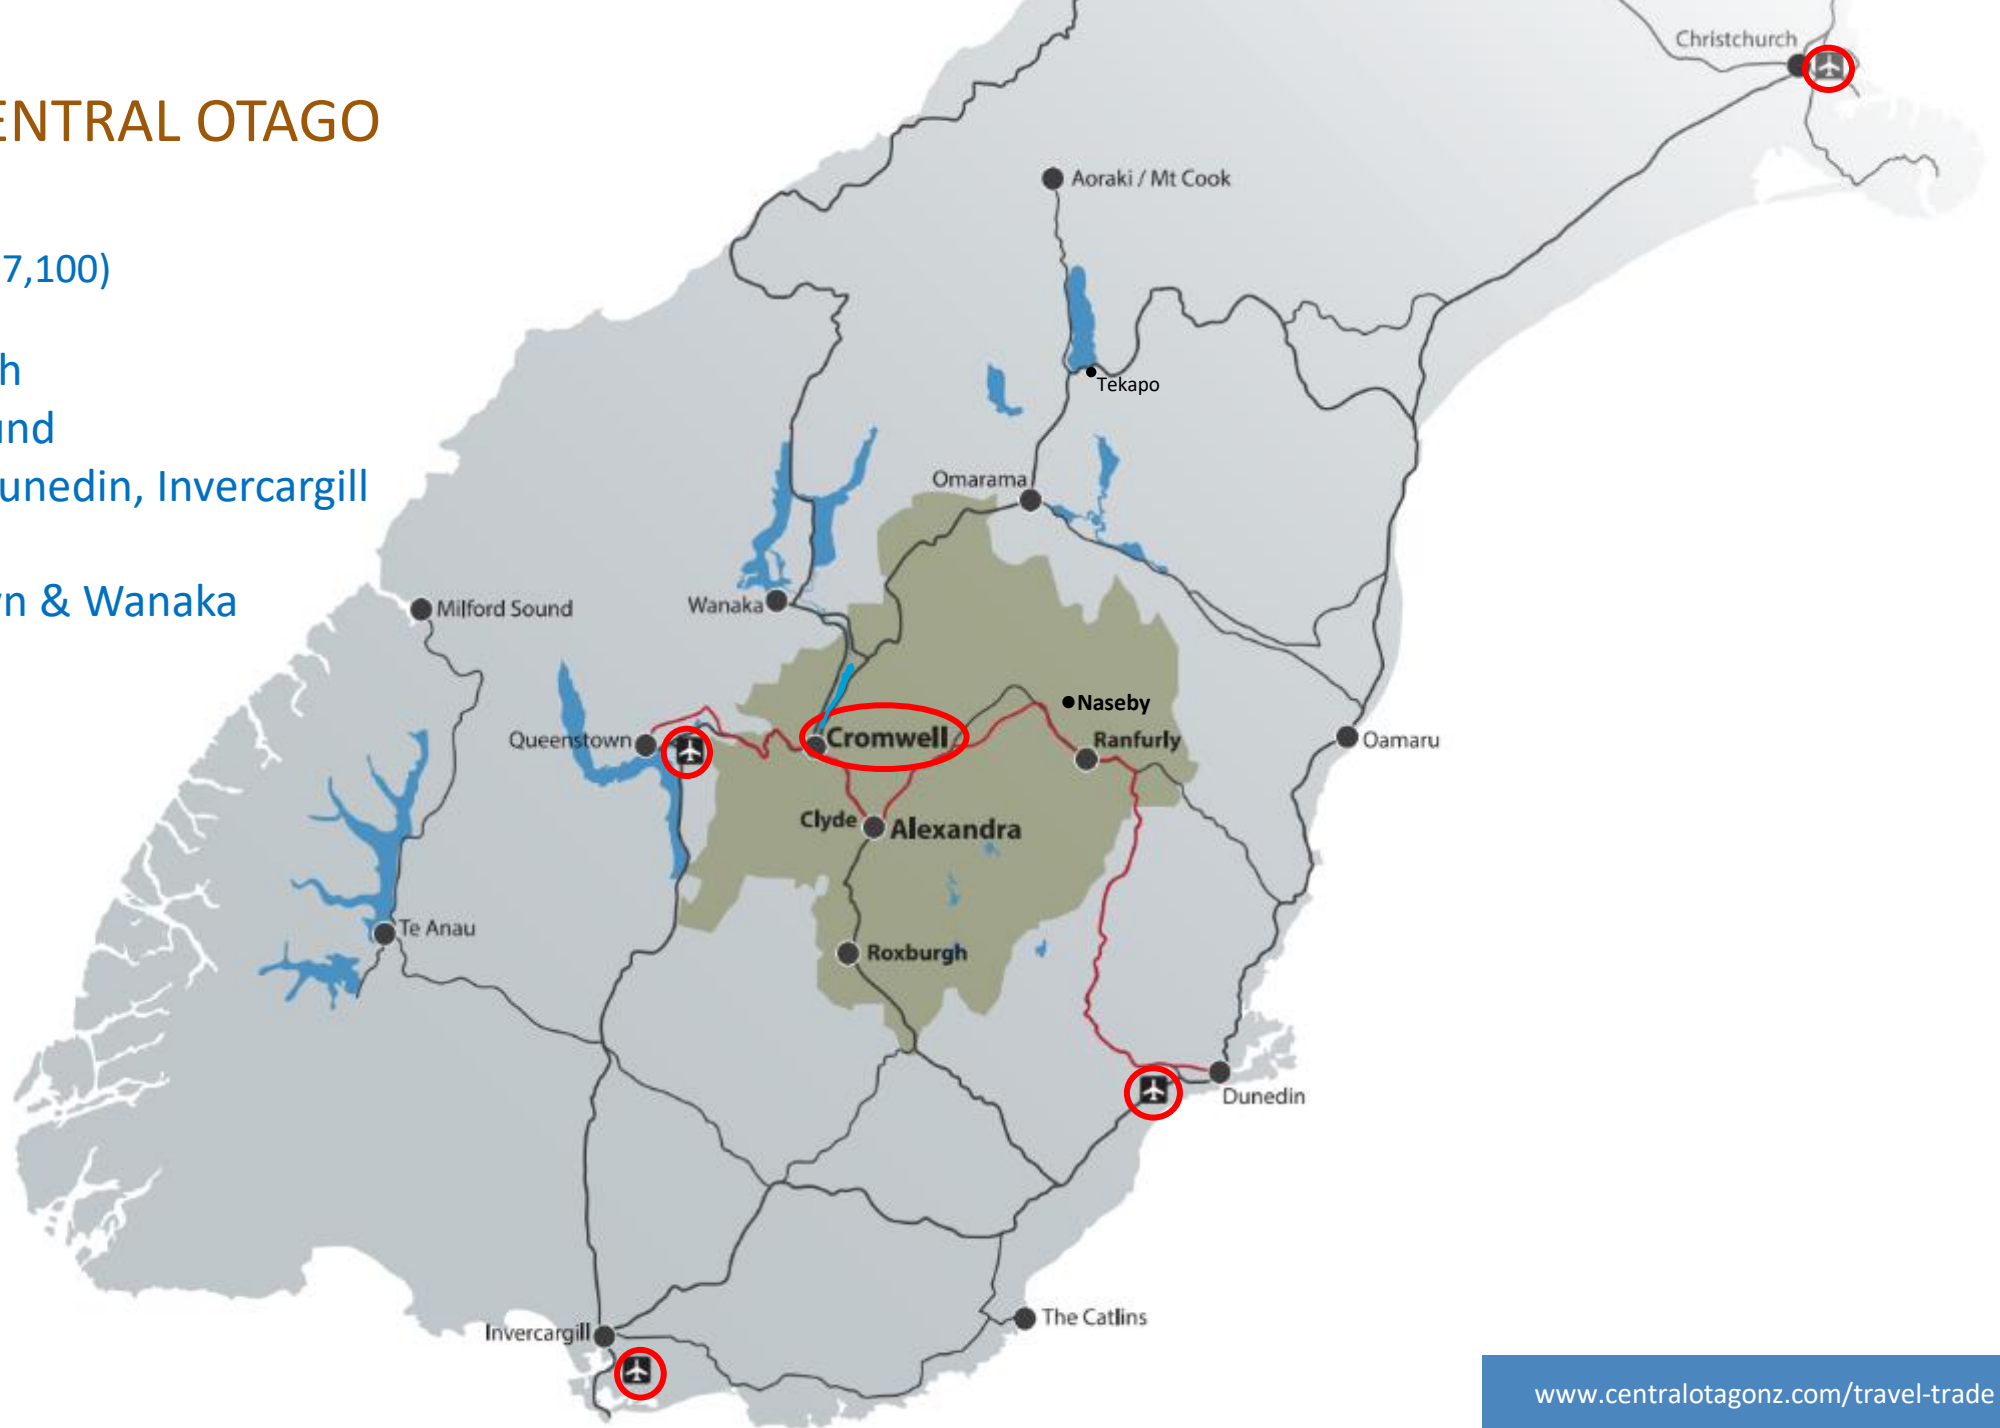 ENTRAL OTAGO
7,100)
h
und
unedin, Invercargill
n & Wanaka
Christchurch
Aoraki / Mt Cook
Tekapo
Omarama
Milford Sound
Wanaka
Naseby
Queenstown
Cromwell
Ranfurly
Oamaru
Clyde
Alexandra
Te Anau
Roxburgh
Dunedin
The Catlins
Invercargill
www.centralotagonz.com/travel-trade